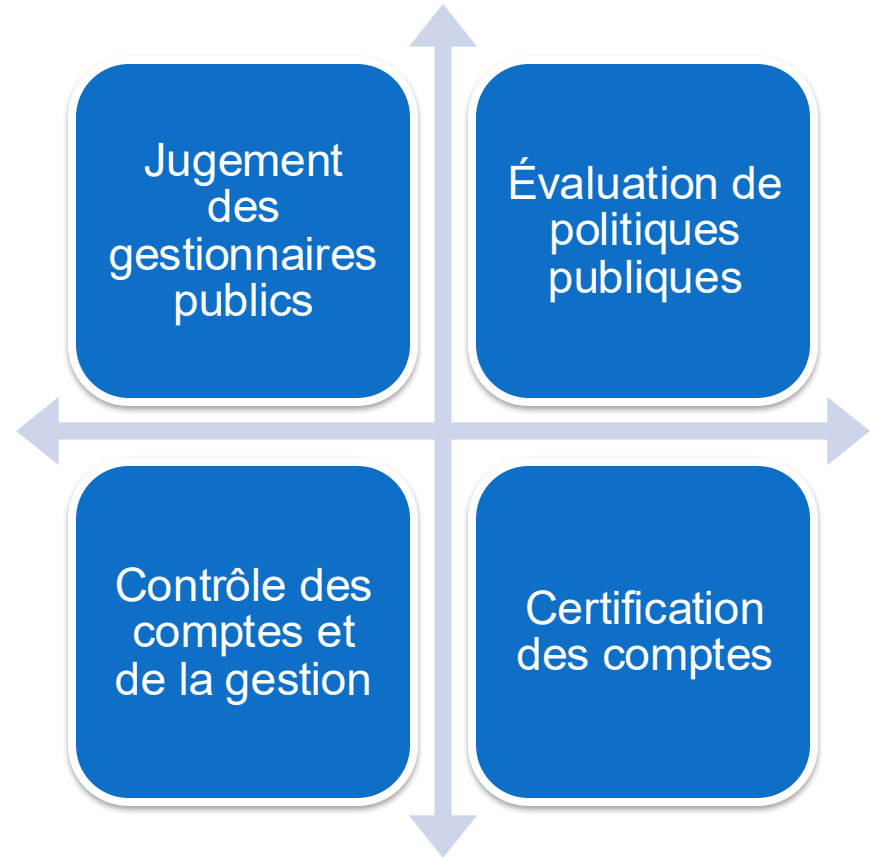 Jugement
des
gestionnaires
publics
Évaluation de
politiques
publiques
Contrôle des
comptes et
de la gestion
Certification
des comptes